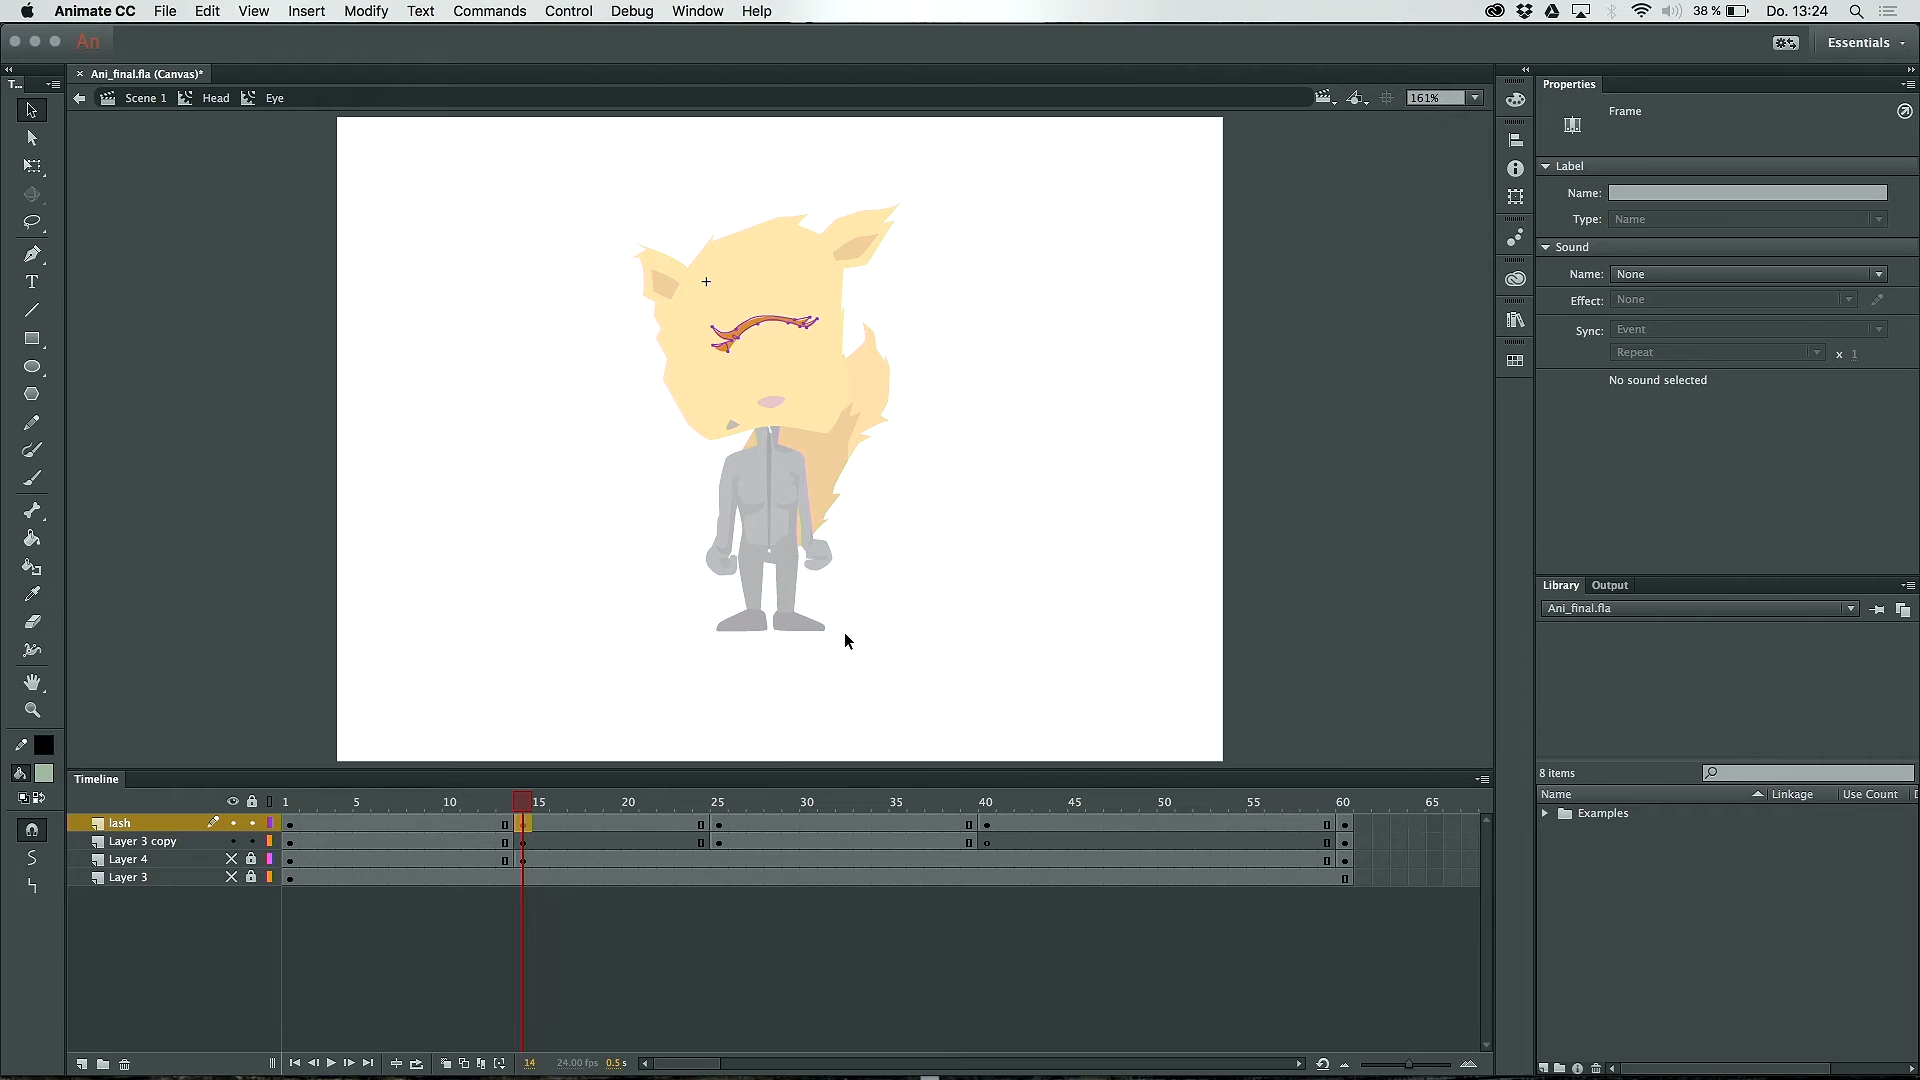 Animate CC File Edit View Insert Modify Text Commands Control Debug Window Help 38 % Do. 13:24
An Essentials
Ani_final.fla (Canvas)*
T...
Scene 1 Head Eye 161%
Properties
Frame
Label
Name:
Type: Name
Sound
Name: None
Effect: None
Sync: Event
Repeat x 1
No sound selected
Library Output
Ani_final.fla
8 items
Name Linkage Use Count
Examples
Timeline
1 5 10 15 20 25 30 35 40 45 50 55 60 65
lash
Layer 3 copy
Layer 4
Layer 3
14 24.00 fps 0.5 s